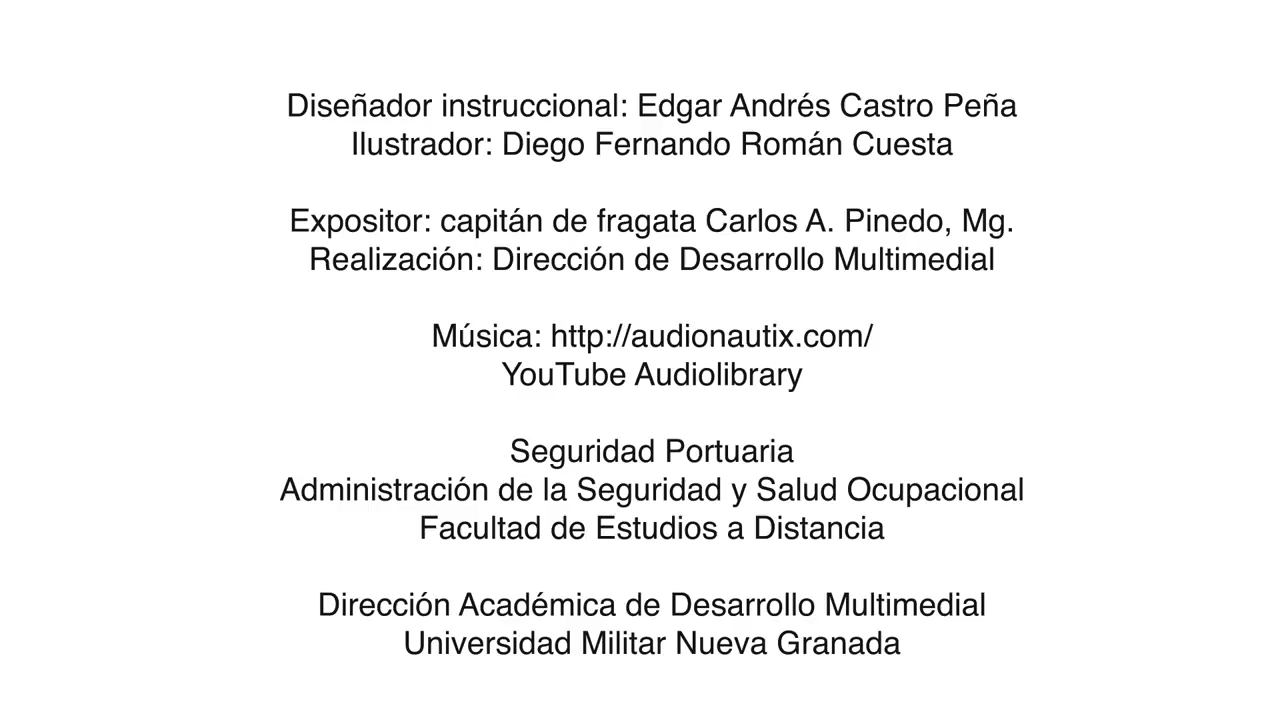 Diseñador instruccional: Edgar Andrés Castro Peña
Ilustrador: Diego Fernando Román Cuesta
Expositor: capitán de fragata Carlos A. Pinedo, Mg.
Realización: Dirección de Desarrollo Multimedial
Música: http://audionautix.com/
YouTube Audiolibrary
Seguridad Portuaria
Administración de la Seguridad y Salud Ocupacional
Facultad de Estudios a Distancia
Dirección Académica de Desarrollo Multimedial
Universidad Militar Nueva Granada